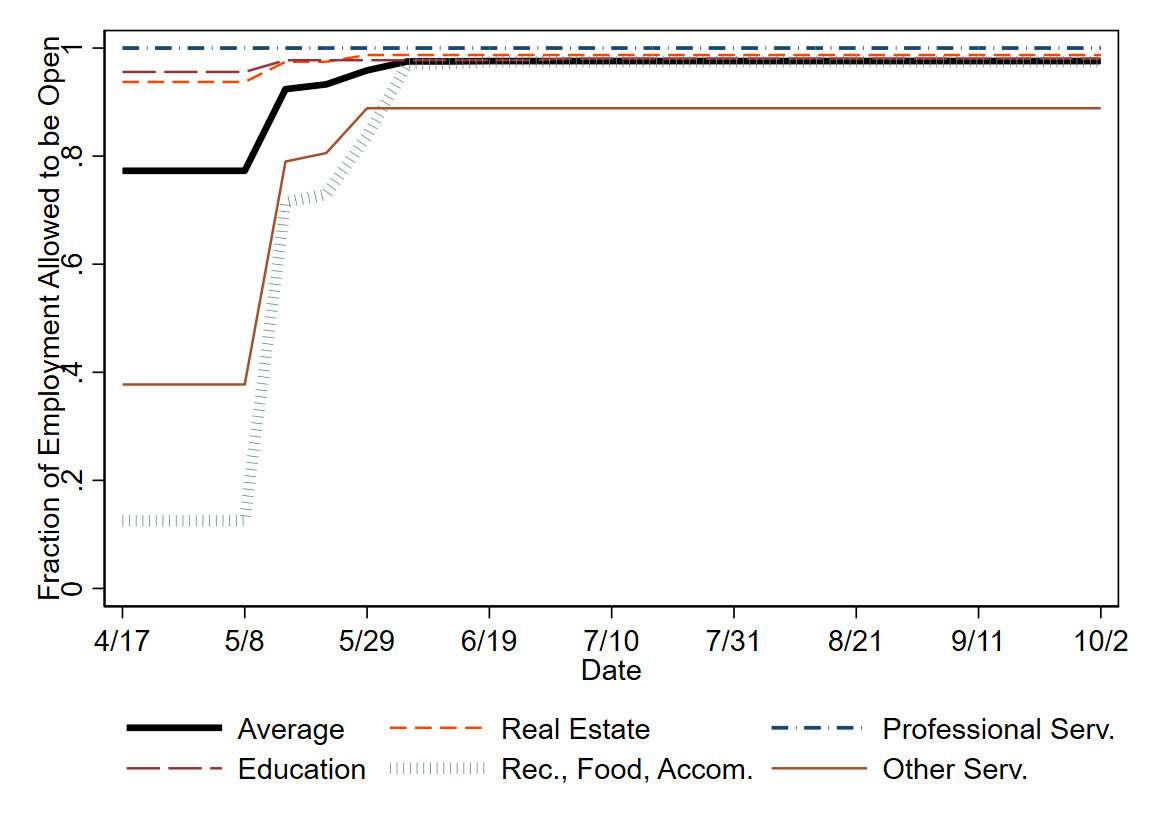 Fraction of Employment Allowed to be Open
1
.8
.6
.4
.2
0
4/17 5/8 5/29 6/19 7/10 7/31 8/21 9/11 10/2
Date
Average Real Estate Professional Serv.
Education Rec., Food, Accom. Other Serv.